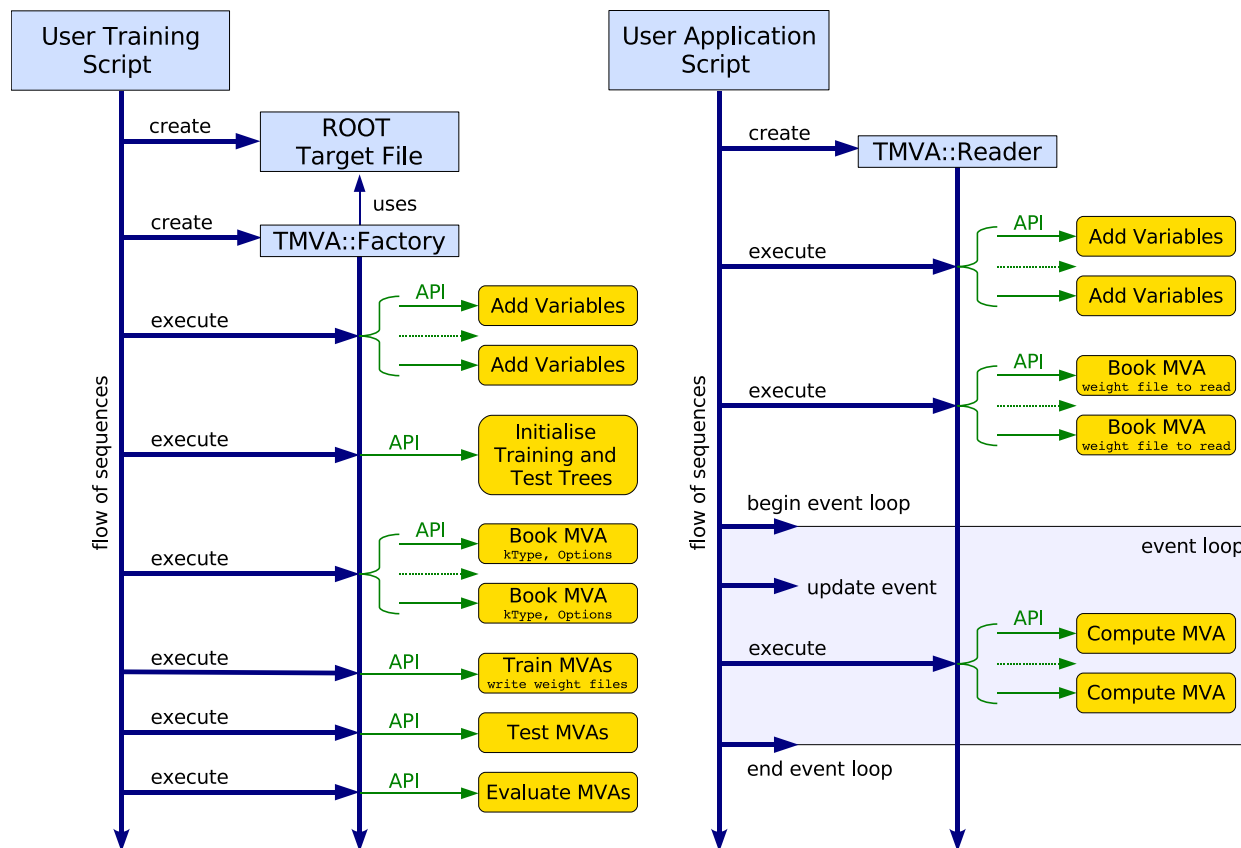 User Training
Script
create
ROOT
Target File
uses
create
TMVA::Factory
execute
API
Add Variables
Add Variables
flow of sequences
execute
API
Initialise
Training and
Test Trees
execute
API
Book MVA
kType, Options
Book MVA
kType, Options
execute
API
Train MVAs
write weight files
execute
API
Test MVAs
execute
API
Evaluate MVAs
User Application
Script
create
TMVA::Reader
execute
API
Add Variables
Add Variables
flow of sequences
execute
API
Book MVA
weight file to read
Book MVA
weight file to read
begin event loop
event loop
update event
execute
API
Compute MVA
Compute MVA
end event loop